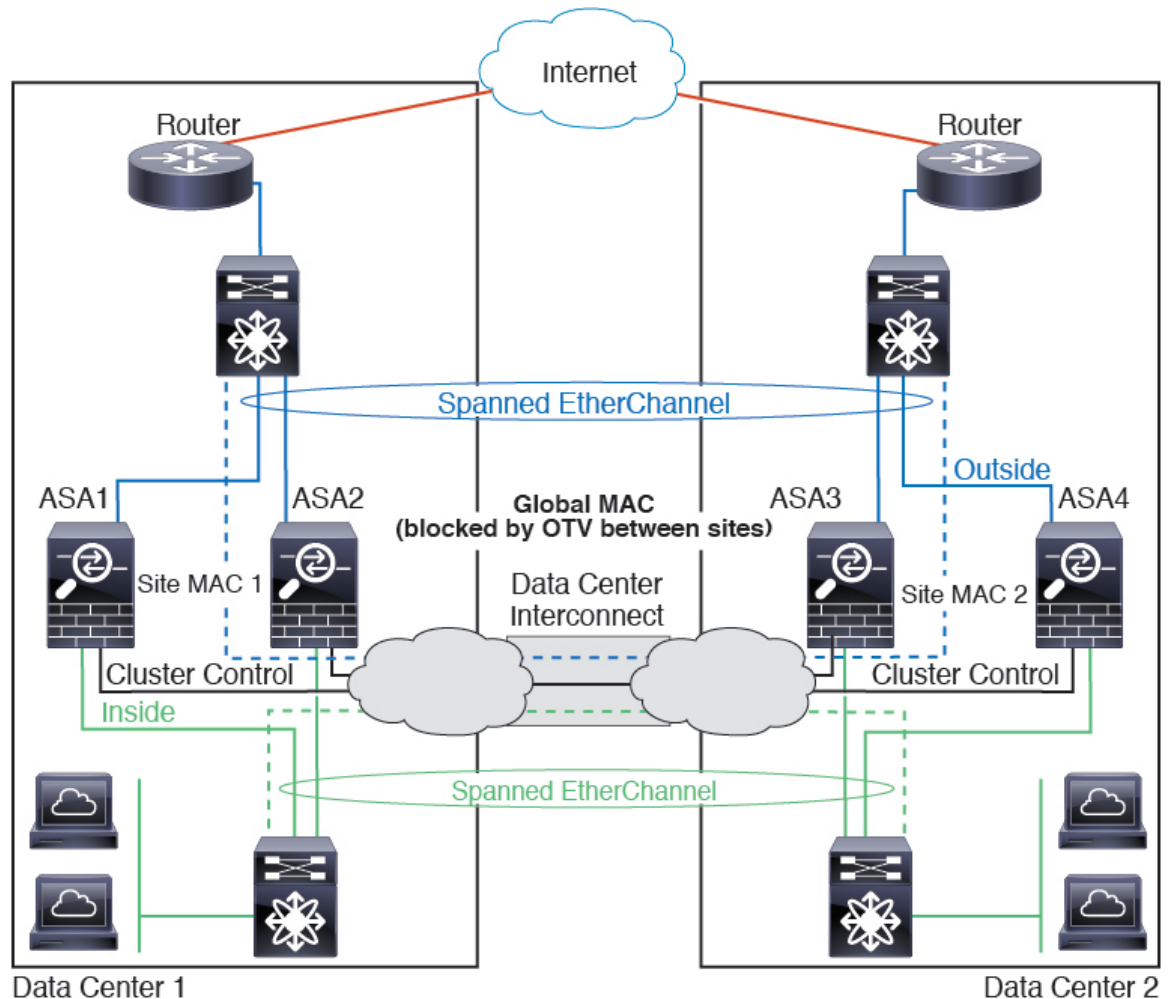 Internet
Router
Router
Spanned EtherChannel
Outside
ASA1
ASA2
Global MAC
(blocked by OTV between sites)
ASA3
ASA4
Site MAC 1
Data Center
Interconnect
Site MAC 2
Cluster Control
Cluster Control
Inside
Spanned EtherChannel
Data Center 1
Data Center 2